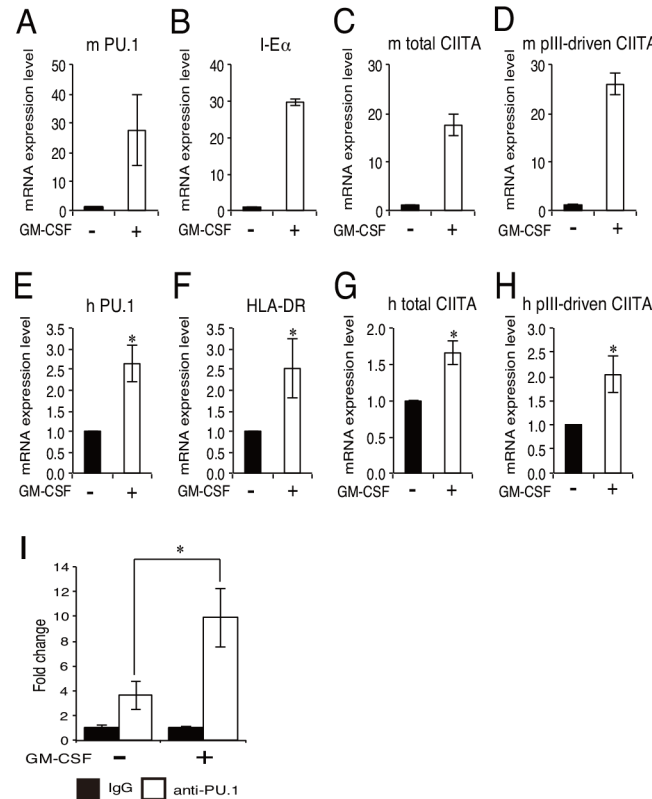 A
m PU.1
mRNA expression level
50
40
30
20
10
0
GM-CSF - +
B
I-Eα
mRNA expression level
40
30
20
10
0
GM-CSF - +
C
m total CIITA
mRNA expression level
30
20
10
0
GM-CSF - +
D
m pIII-driven CIITA
mRNA expression level
30
20
10
0
GM-CSF - +
E
h PU.1
mRNA expression level
3.5
3.0
2.5
2.0
1.5
1.0
0.5
0.0
*
GM-CSF - +
F
HLA-DR
mRNA expression level
3.5
3.0
2.5
2.0
1.5
1.0
0.5
0.0
*
GM-CSF - +
G
h total CIITA
mRNA expression level
2.0
1.5
1.0
0.5
0.0
*
GM-CSF - +
H
h pIII-driven CIITA
mRNA expression level
3.0
2.5
2.0
1.5
1.0
0.5
0.0
*
GM-CSF - +
I
Fold change
14
12
10
8
6
4
2
0
*
GM-CSF - +
IgG anti-PU.1